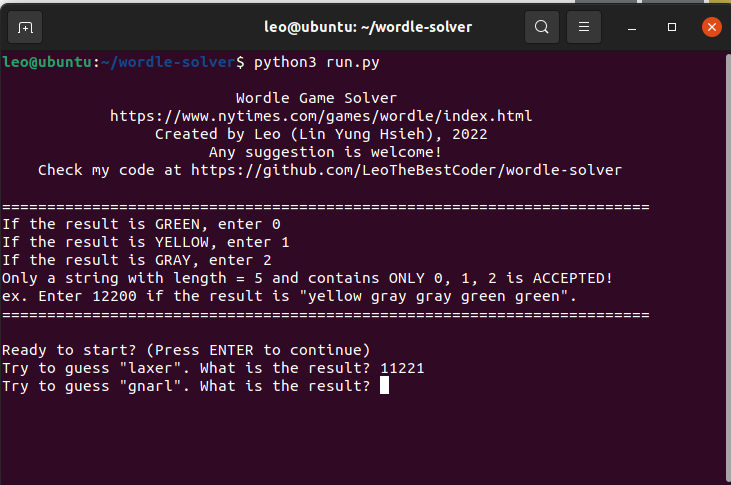 leo@ubuntu: ~/wordle-solver
leo@ubuntu:~/wordle-solver$ python3 run.py
Wordle Game Solver
https://www.nytimes.com/games/wordle/index.html
Created by Leo (Lin Yung Hsieh), 2022
Any suggestion is welcome!
Check my code at https://github.com/LeoTheBestCoder/wordle-solver
========================================================================
If the result is GREEN, enter 0
If the result is YELLOW, enter 1
If the result is GRAY, enter 2
Only a string with length = 5 and contains ONLY 0, 1, 2 is ACCEPTED!
ex. Enter 12200 if the result is "yellow gray gray green green".
========================================================================
Ready to start? (Press ENTER to continue)
Try to guess "laxer". What is the result? 11221
Try to guess "gnarl". What is the result?